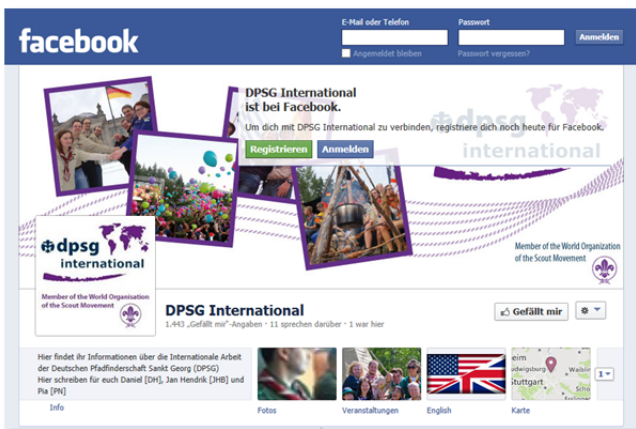 facebook
E-Mail oder Telefon
Passwort
Anmelden
Angemeldet bleiben
Passwort vergessen?
DPSG International
ist bei Facebook.
Um dich mit DPSG International zu verbinden, registriere dich noch heute für Facebook.
Registrieren
Anmelden
dpsg
international
dpsg
international
Member of the World Organisation
of the Scout Movement
Member of the World Organization
of the Scout Movement
DPSG International
1.443 „Gefällt mir“-Angaben · 11 sprechen darüber · 1 war hier
Gefällt mir
Hier findet ihr Informationen über die Internationale Arbeit
der Deutschen Pfadfinderschaft Sankt Georg (DPSG)
Hier schreiben für euch Daniel [DH], Jan Hendrik [JHB] und
Pia [PN]
Info
Fotos
Veranstaltungen
English
eim
Waiblin
Stuttgart
Karte
1